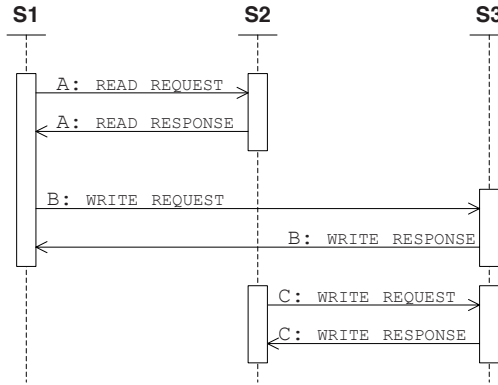 S1 S2 S3
A: READ REQUEST
A: READ RESPONSE
B: WRITE REQUEST
B: WRITE RESPONSE
C: WRITE REQUEST
C: WRITE RESPONSE